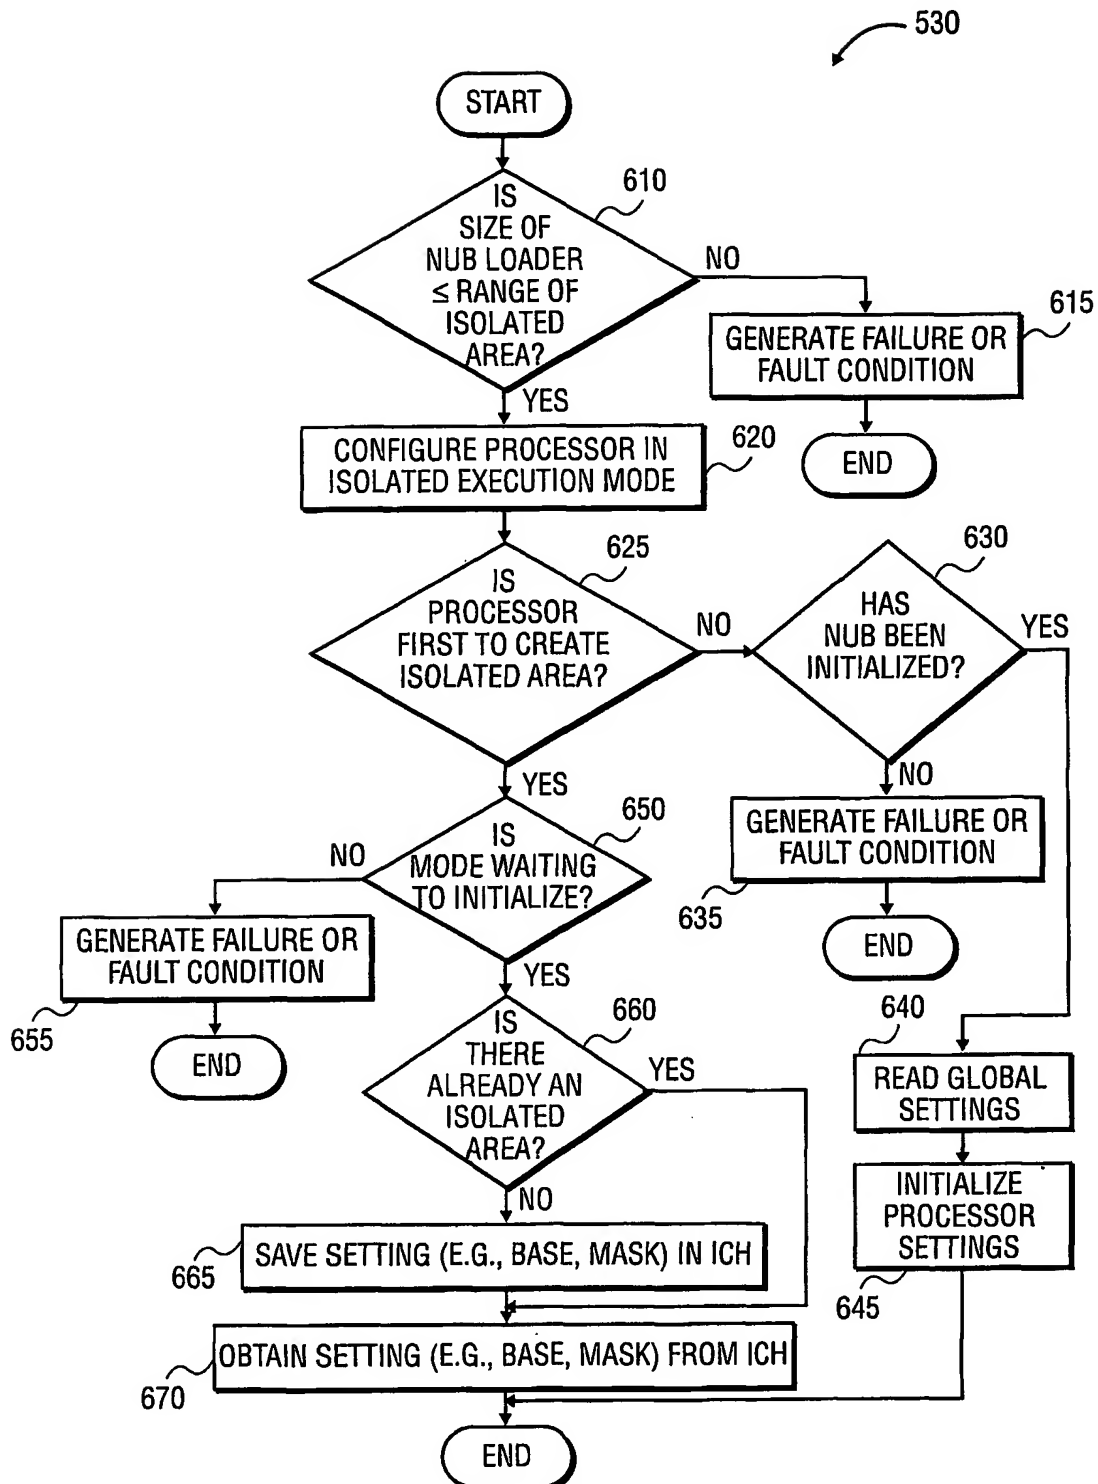 530
START
610
IS
SIZE OF
NUB LOADER
≤ RANGE OF
ISOLATED
AREA?
NO
615
GENERATE FAILURE OR
FAULT CONDITION
END
YES
620
CONFIGURE PROCESSOR IN
ISOLATED EXECUTION MODE
625
IS
PROCESSOR
FIRST TO CREATE
ISOLATED AREA?
NO
630
HAS
NUB BEEN
INITIALIZED?
YES
NO
GENERATE FAILURE OR
FAULT CONDITION
635
END
YES
650
IS
MODE WAITING
TO INITIALIZE?
NO
GENERATE FAILURE OR
FAULT CONDITION
655
END
YES
660
IS
THERE
ALREADY AN
ISOLATED
AREA?
YES
640
READ GLOBAL
SETTINGS
INITIALIZE
PROCESSOR
SETTINGS
645
NO
SAVE SETTING (E.G., BASE, MASK) IN ICH
665
OBTAIN SETTING (E.G., BASE, MASK) FROM ICH
670
END